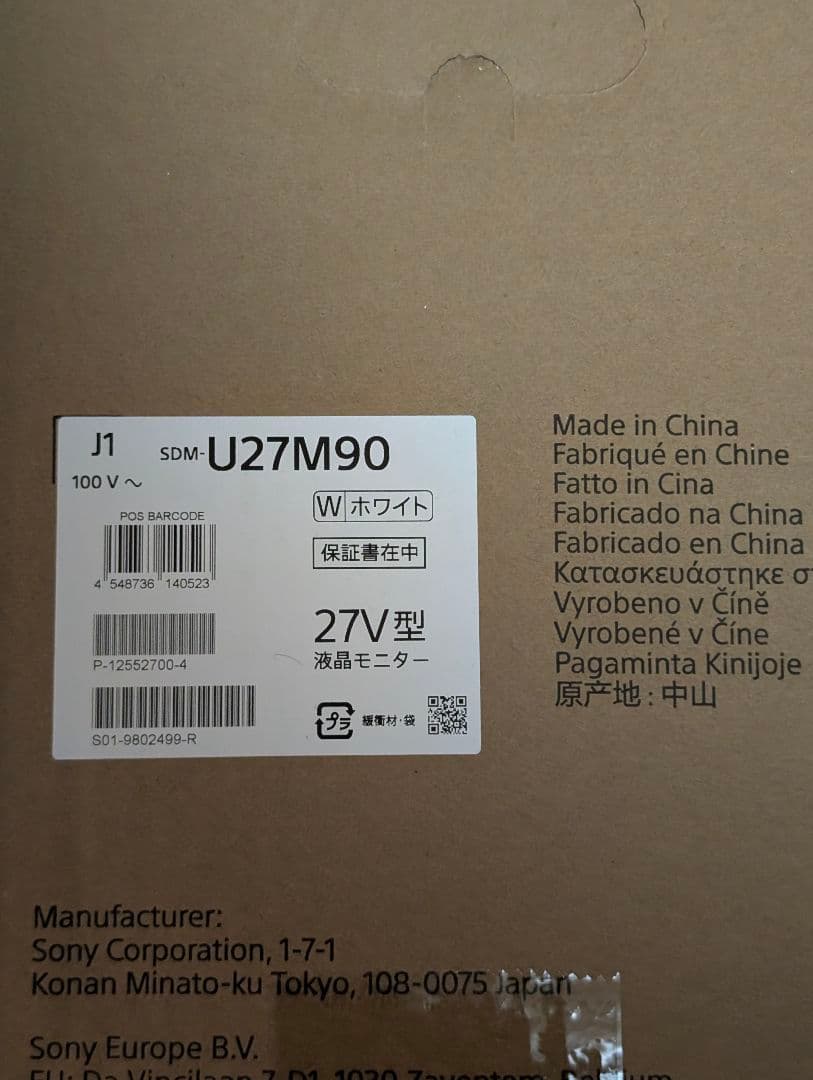 J1
SDM-U27M90
100 V ~
W ホワイト
POS BARCODE
保証書在中
4 548736 140523
27V型
液晶モニター
P-12552700-4
プラ 緩衝材・袋
S01-9802499-R
Made in China
Fabriqué en Chine
Fatto in Cina
Fabricado na China
Fabricado en China
Κατασκευάστηκε
Vyrobeno v Číně
Vyrobené v Číne
Pagaminta Kinijoje
原产地 : 中山
Manufacturer:
Sony Corporation, 1-7-1
Konan Minato-ku Tokyo, 108-0075 Japan
Sony Europe B.V.